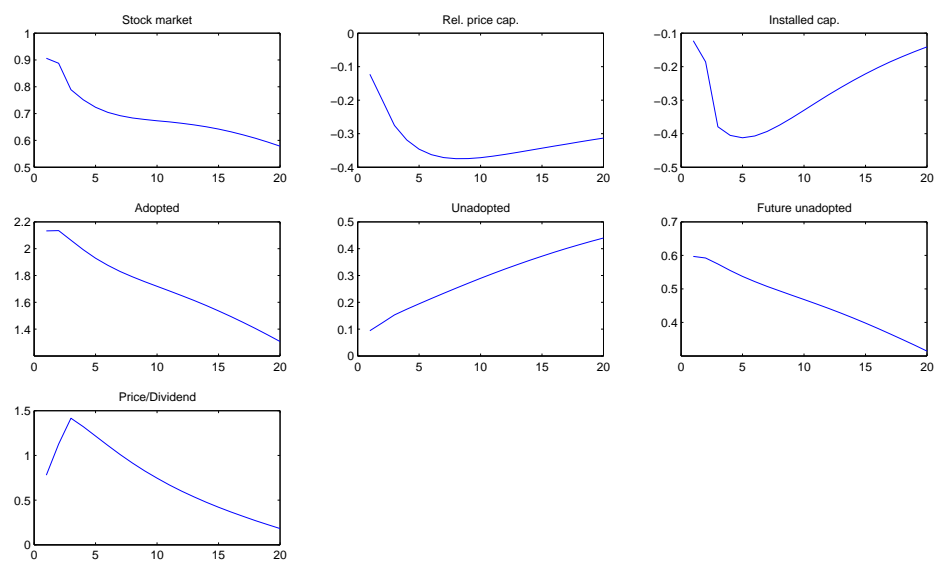 Stock market
1
0.9
0.8
0.7
0.6
0.5
0 5 10 15 20
Rel. price cap.
0
−0.1
−0.2
−0.3
−0.4
0 5 10 15 20
Installed cap.
−0.1
−0.2
−0.3
−0.4
−0.5
0 5 10 15 20
Adopted
2.2
2
1.8
1.6
1.4
0 5 10 15 20
Unadopted
0.5
0.4
0.3
0.2
0.1
0
0 5 10 15 20
Future unadopted
0.7
0.6
0.5
0.4
0 5 10 15 20
Price/Dividend
1.5
1
0.5
0
0 5 10 15 20